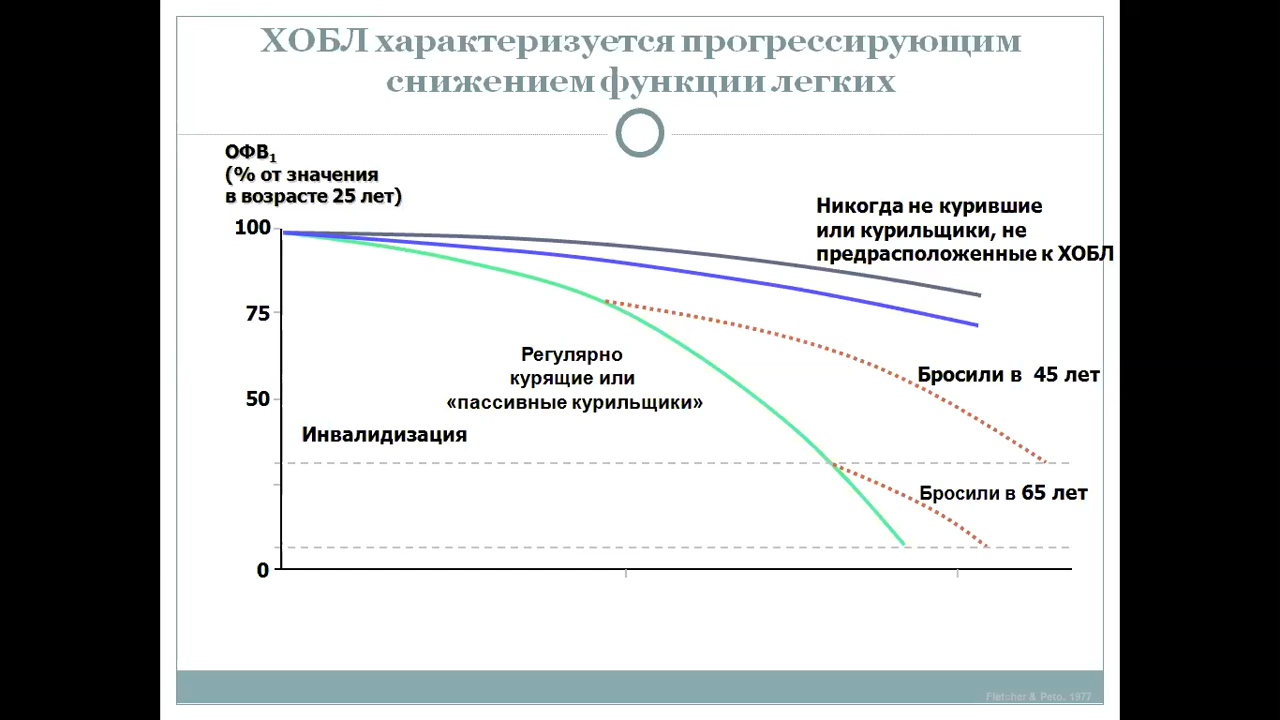 ХОБЛ характеризуется прогрессирующим
снижением функции легких
ОФВ₁
(% от значения
в возрасте 25 лет)
100
Никогда не курившие
или курильщики, не
предрасположенные к ХОБЛ
75
Регулярно
курящие или
«пассивные курильщики»
Бросили в 45 лет
50
Инвалидизация
Бросили в 65 лет
0
Fletcher & Peto, 1977